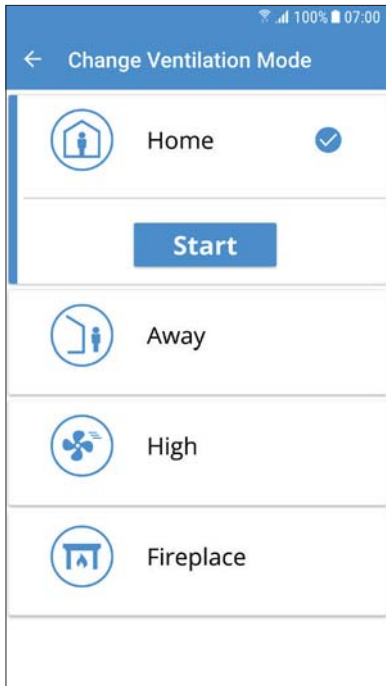 100% 07:00
Change Ventilation Mode
Home
Start
Away
High
Fireplace